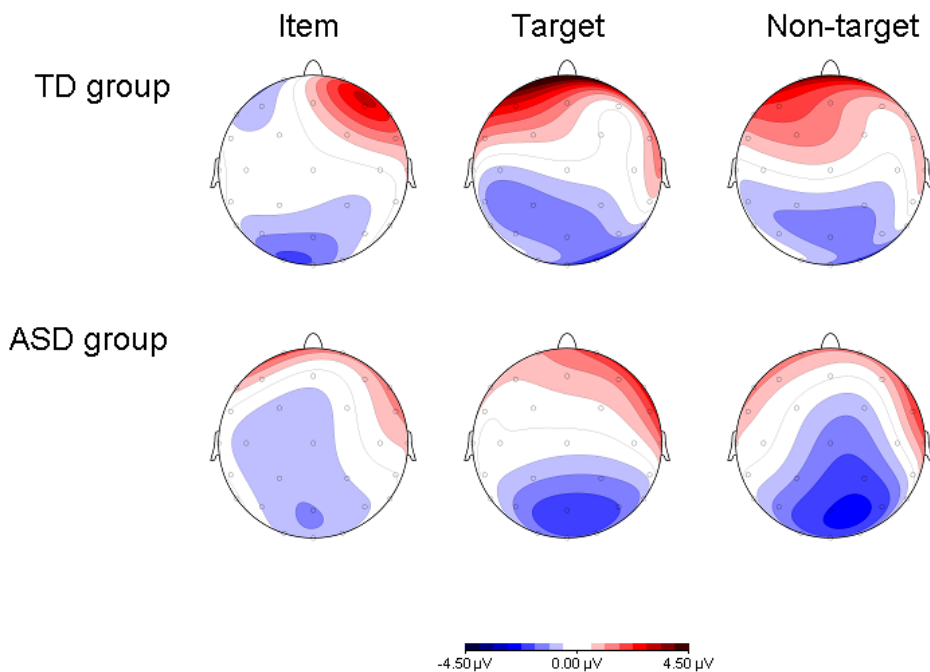 Item Target Non-target
TD group
ASD group
-4.50 µV 0.00 µV 4.50 µV